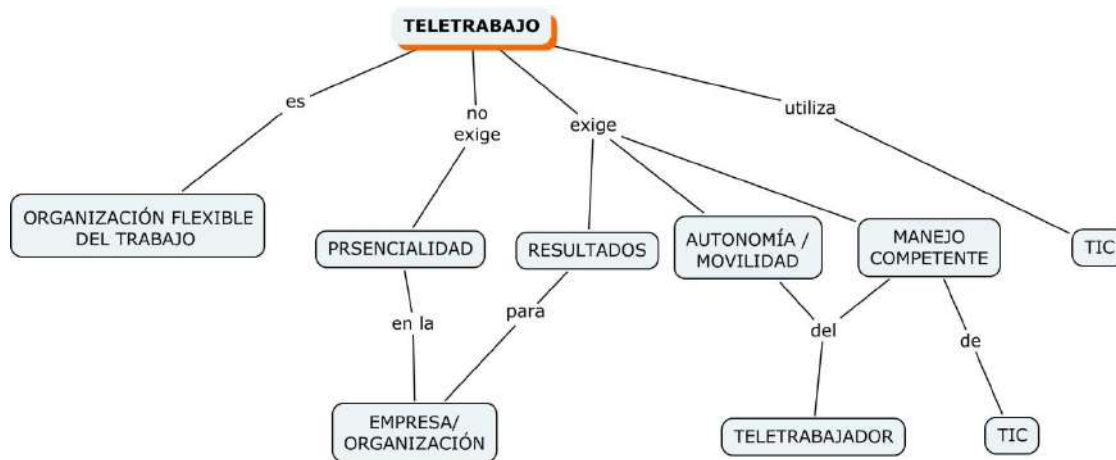 TELETRABAJO
es
no
exige
exige
utiliza
ORGANIZACIÓN FLEXIBLE
DEL TRABAJO
PRSENCIALIDAD
RESULTADOS
AUTONOMÍA /
MOVILIDAD
MANEJO
COMPETENTE
TIC
en la
para
del
de
EMPRESA/
ORGANIZACIÓN
TELETRABAJADOR
TIC